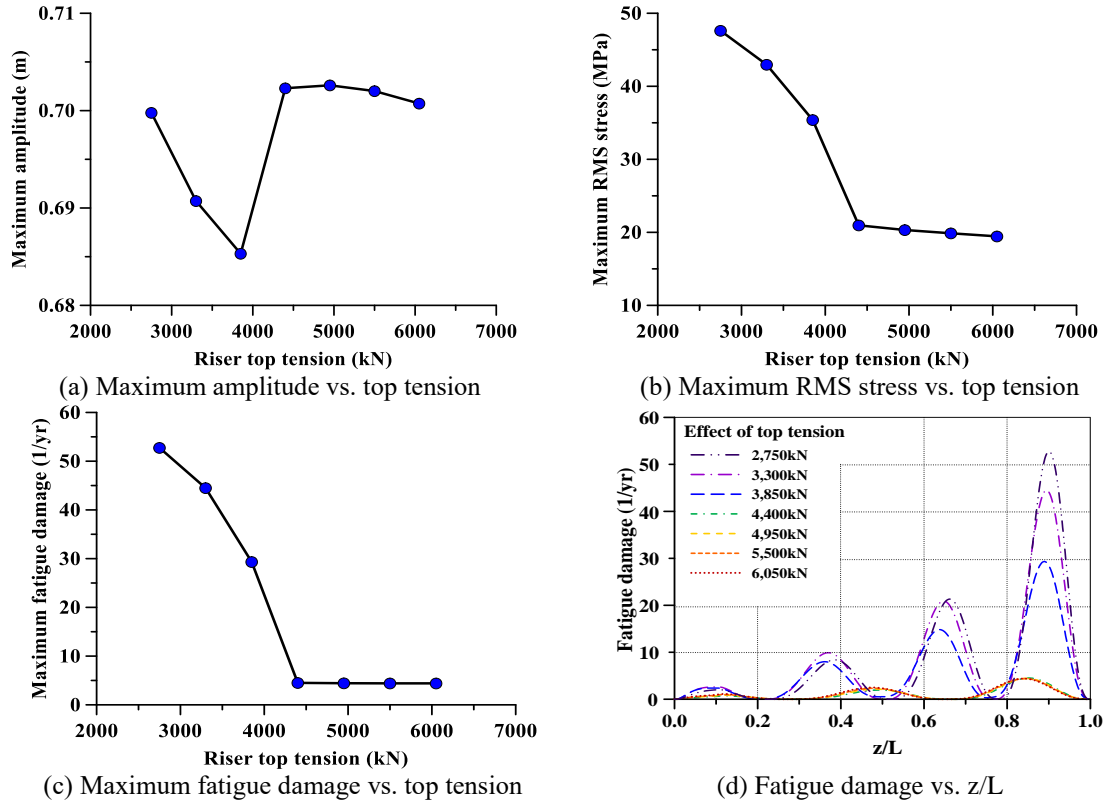 0.71
0.70
0.69
0.68
Maximum amplitude (m)
2000 3000 4000 5000 6000 7000
Riser top tension (kN)
(a) Maximum amplitude vs. top tension
50
40
30
20
10
Maximum RMS stress (MPa)
2000 3000 4000 5000 6000 7000
Riser top tension (kN)
(b) Maximum RMS stress vs. top tension
60
50
40
30
20
10
0
Maximum fatigue damage (1/yr)
2000 3000 4000 5000 6000 7000
Riser top tension (kN)
(c) Maximum fatigue damage vs. top tension
60
50
40
30
20
10
0
Fatigue damage (1/yr)
Effect of top tension
2,750kN
3,300kN
3,850kN
4,400kN
4,950kN
5,500kN
6,050kN
0.0 0.2 0.4 0.6 0.8 1.0
z/L
(d) Fatigue damage vs. z/L